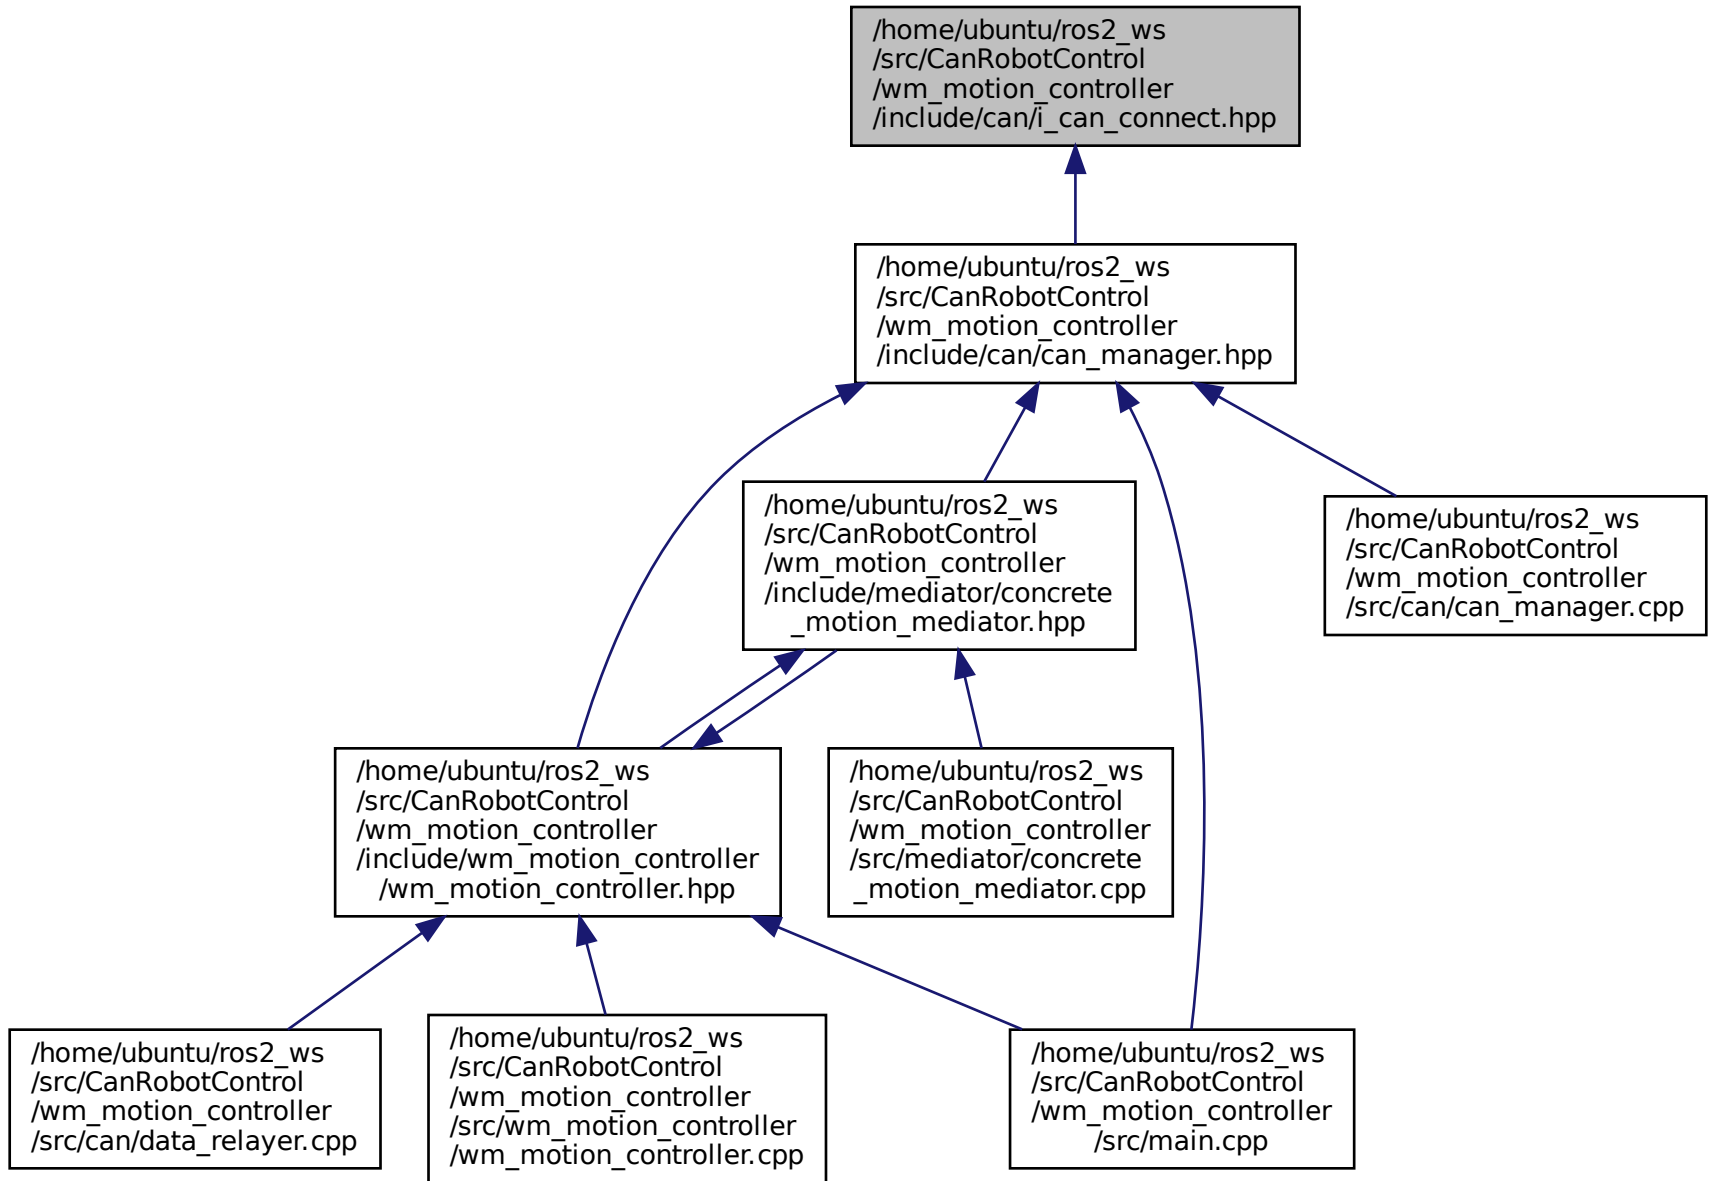 /home/ubuntu/ros2_ws
/src/CanRobotControl
/wm_motion_controller
/include/can/i_can_connect.hpp
/home/ubuntu/ros2_ws
/src/CanRobotControl
/wm_motion_controller
/include/can/can_manager.hpp
/home/ubuntu/ros2_ws
/src/CanRobotControl
/wm_motion_controller
/include/mediator/concrete
_motion_mediator.hpp
/home/ubuntu/ros2_ws
/src/CanRobotControl
/wm_motion_controller
/src/can/can_manager.cpp
/home/ubuntu/ros2_ws
/src/CanRobotControl
/wm_motion_controller
/include/wm_motion_controller
/wm_motion_controller.hpp
/home/ubuntu/ros2_ws
/src/CanRobotControl
/wm_motion_controller
/src/mediator/concrete
_motion_mediator.cpp
/home/ubuntu/ros2_ws
/src/CanRobotControl
/wm_motion_controller
/src/can/data_relayer.cpp
/home/ubuntu/ros2_ws
/src/CanRobotControl
/wm_motion_controller
/src/wm_motion_controller
/wm_motion_controller.cpp
/home/ubuntu/ros2_ws
/src/CanRobotControl
/wm_motion_controller
/src/main.cpp